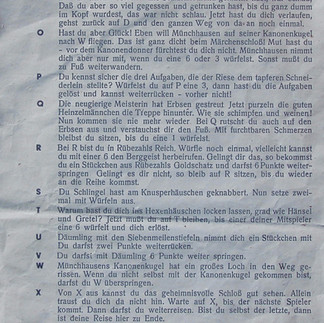 Daß du aber so viel gegessen und getrunken hast, bis du ganz dumm
im Kopf wurdest, das war nicht schlau. Jetzt hast du dich verlaufen,
gehst zurück auf D und den ganzen Weg von da an noch einmal.
O Hast du aber Glück! Eben will Münchhausen auf seiner Kanonenkugel
nach W fliegen. Das ist ganz dicht beim Märchenschloß! Mut hast du
- vor dem Kanonendonner fürchtest du dich nicht. Münchhausen nimmt
dich aber nur mit, wenn du eine 6 oder 3 würfelst. Sonst mußt du
zu Fuß weiterwandern.
P Du kennst sicher die drei Aufgaben, die der Riese dem tapferen Schnei-
derlein stellte? Würfelst du auf P eine 3, dann hast du die Aufgaben
gelöst und kannst weiterrücken - vorher nicht!
Q Die neugierige Meisterin hat Erbsen gestreut! Jetzt purzeln die guten
Heinzelmännchen die Treppe hinunter. Wie sie schimpfen und weinen!
Nun kommen sie nie mehr wieder. Bei Q rutschst du auch auf den
Erbsen aus und verstauchst dir den Fuß. Mit furchtbaren Schmerzen
bleibst du sitzen, bis du eine 1 würfelst.
R Bei R bist du in Rübezahls Reich. Würfle noch einmal, vielleicht kannst
du mit einer 6 den Berggeist herbeirufen. Gelingt dir das, so bekommst
du ein Stückchen aus Rübezahls Goldschatz und darfst 6 Punkte weiter-
springen. Gelingt es dir nicht, so bleib auf R sitzen, bis du wieder
an die Reihe kommst.
S Du Schlingel hast am Knusperhäuschen geknabbert. Nun setze zwei-
mal mit Würfeln aus.
T Warum hast du dich ins Hexenhäuschen locken lassen, grad wie Hänsel
und Gretel? Jetzt mußt du auf T bleiben, bis einer deiner Mitspieler
eine 6 würfelt und dich erlöst.
U Däumling mit den Siebenmeilenstiefeln nimmt dich ein Stückchen mit
Du darfst zwei Punkte weiterrücken.
V Du darfst mit Däumling 6 Punkte weiter springen.
W Münchhausens Kanonenkugel hat ein großes Loch in den Weg ge-
rissen. Wenn du nicht selbst mit der Kanonenkugel gekommen bist,
darfst du W überspringen.
X Von X aus kannst du das geheimnisvolle Schloß gut sehen. Allein
traust du dich da nicht hin. Warte auf X, bis der nächste Spieler
kommt. Dann darfst du weiterreisen. Bist du selbst der letzte, dann
ist deine Reise hier zu Ende.